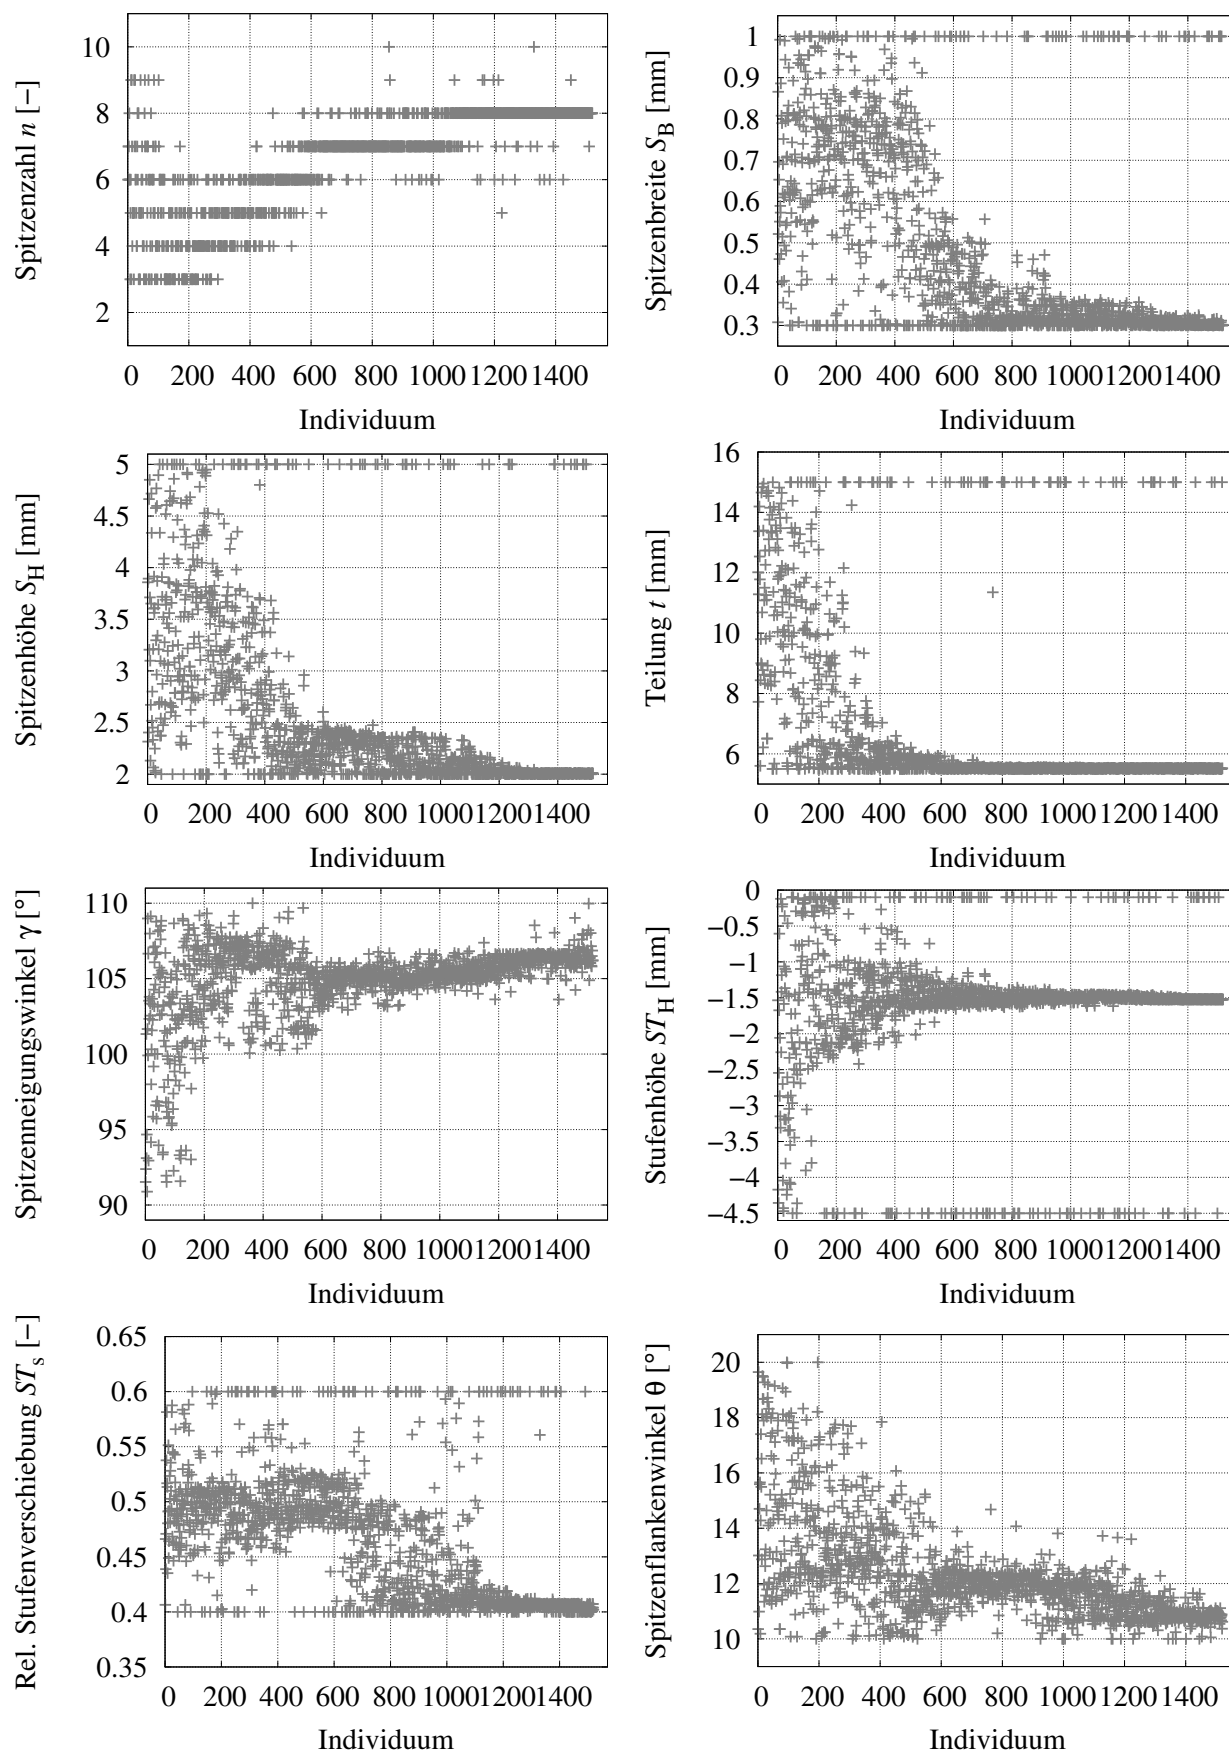 Spitzenzahl n [−]
10
8
6
4
2
0 200 400 600 800 1000 1200 1400
Individuum
Spitzenbreite S_B [mm]
1
0.9
0.8
0.7
0.6
0.5
0.4
0.3
0 200 400 600 800 1000 1200 1400
Individuum
Spitzenhöhe S_H [mm]
5
4.5
4
3.5
3
2.5
2
0 200 400 600 800 1000 1200 1400
Individuum
Teilung t [mm]
16
14
12
10
8
6
0 200 400 600 800 1000 1200 1400
Individuum
Spitzenneigungswinkel γ [°]
110
105
100
95
90
0 200 400 600 800 1000 1200 1400
Individuum
Stufenhöhe ST_H [mm]
0
−0.5
−1
−1.5
−2
−2.5
−3
−3.5
−4
−4.5
0 200 400 600 800 1000 1200 1400
Individuum
Rel. Stufenverschiebung ST_s [−]
0.65
0.6
0.55
0.5
0.45
0.4
0.35
0 200 400 600 800 1000 1200 1400
Individuum
Spitzenflankenwinkel θ [°]
20
18
16
14
12
10
0 200 400 600 800 1000 1200 1400
Individuum